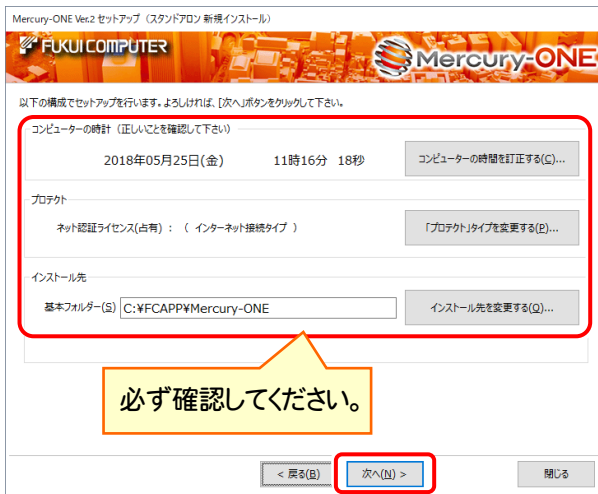 Mercury-ONE Ver.2 セットアップ（スタンドアロン 新規インストール）
FUKUI COMPUTER
Mercury-ONE
以下の構成でセットアップを行います。よろしければ、[次へ]ボタンをクリックして下さい。
コンピューターの時計（正しいことを確認して下さい）
2018年05月25日(金) 11時16分 18秒 コンピューターの時間を訂正する(C)...
プロテクト
ネット認証ライセンス(占有) : （ インターネット接続タイプ ） 「プロテクト」タイプを変更する(P)...
インストール先
基本フォルダー(S) C:¥FCAPP¥Mercury-ONE インストール先を変更する(O)...
必ず確認してください。
< 戻る(B) 次へ(N) > 閉じる